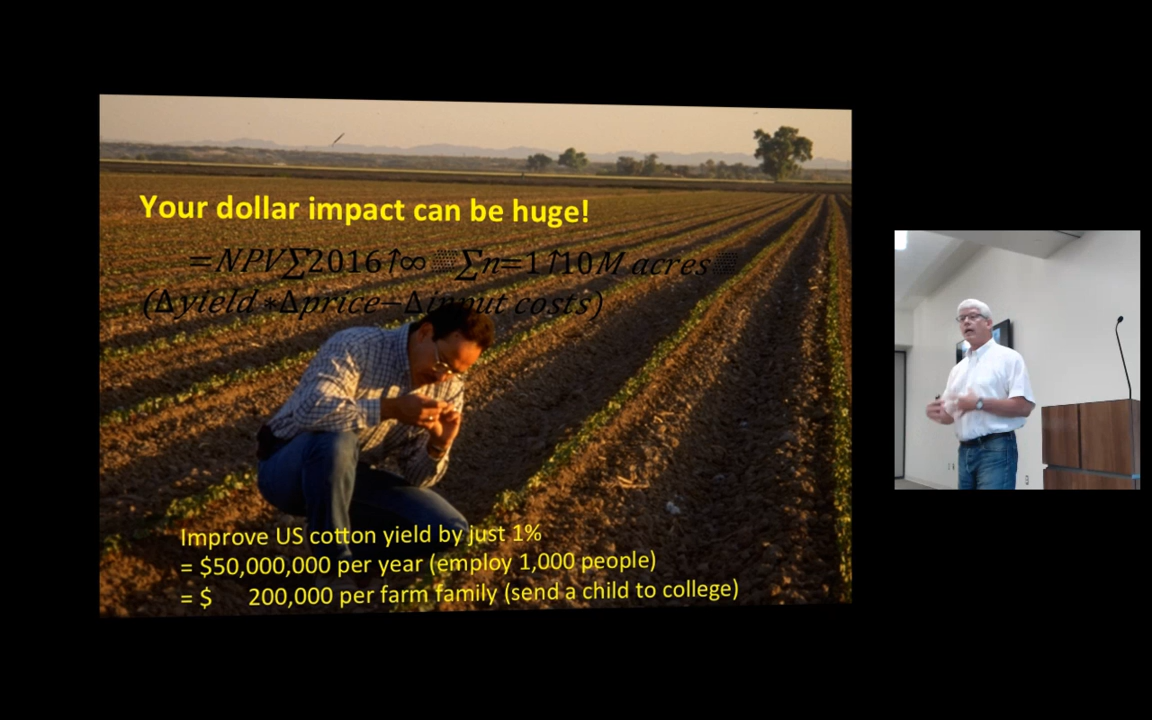 Your dollar impact can be huge!
=NPV∑2016↑∞▒∑n=1↑10M acres▒
(Δyield *Δprice−Δinput costs)
Improve US cotton yield by just 1%
= $50,000,000 per year (employ 1,000 people)
= $ 200,000 per farm family (send a child to college)